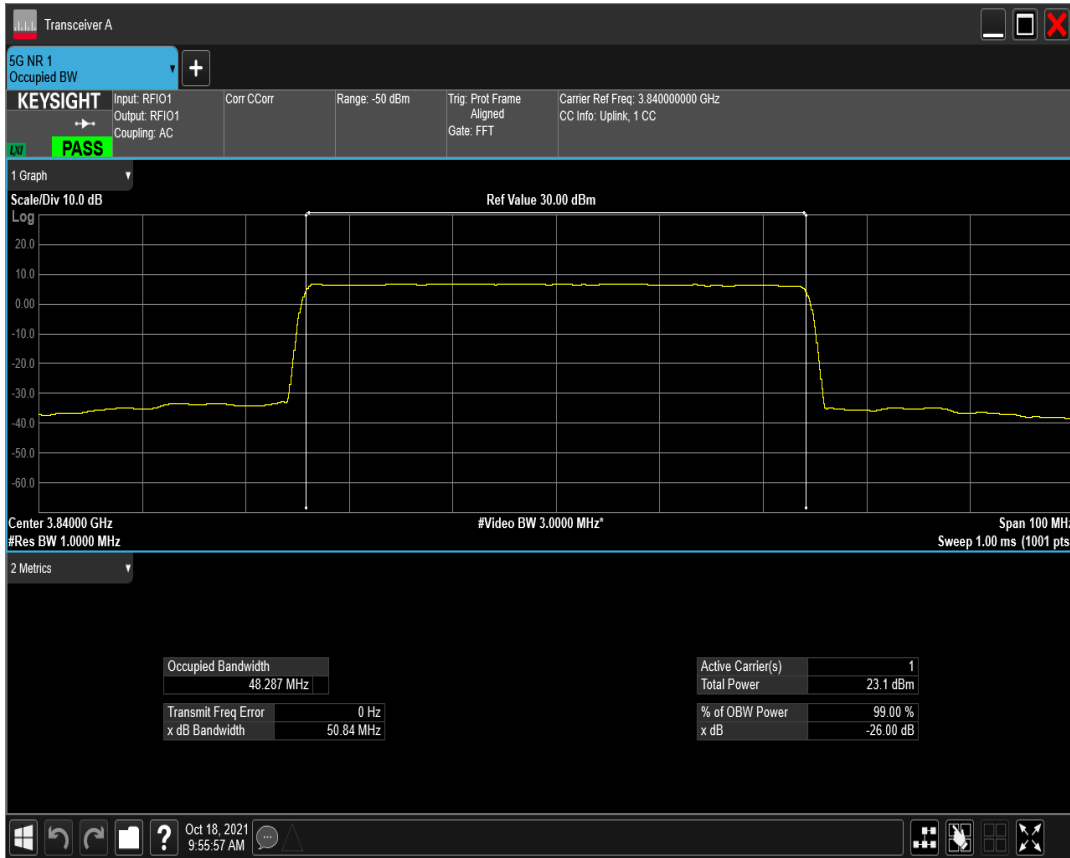 Transceiver A
5G NR 1
Occupied BW
KEYSIGHT
Input: RFIO1
Output: RFIO1
Coupling: AC
Corr CCorr
Range: -50 dBm
Trig: Prot Frame
Aligned
Gate: FFT
Carrier Ref Freq: 3.840000000 GHz
CC Info: Uplink, 1 CC
LXI
PASS
1 Graph
Scale/Div 10.0 dB
Ref Value 30.00 dBm
Log
20.0
10.0
0.00
-10.0
-20.0
-30.0
-40.0
-50.0
-60.0
Center 3.84000 GHz
#Video BW 3.0000 MHz*
Span 100 MHz
#Res BW 1.0000 MHz
Sweep 1.00 ms (1001 pts
2 Metrics
Occupied Bandwidth
48.287 MHz
Transmit Freq Error 0 Hz
x dB Bandwidth 50.84 MHz
Active Carrier(s) 1
Total Power 23.1 dBm
% of OBW Power 99.00 %
x dB -26.00 dB
?
Oct 18, 2021
9:55:57 AM